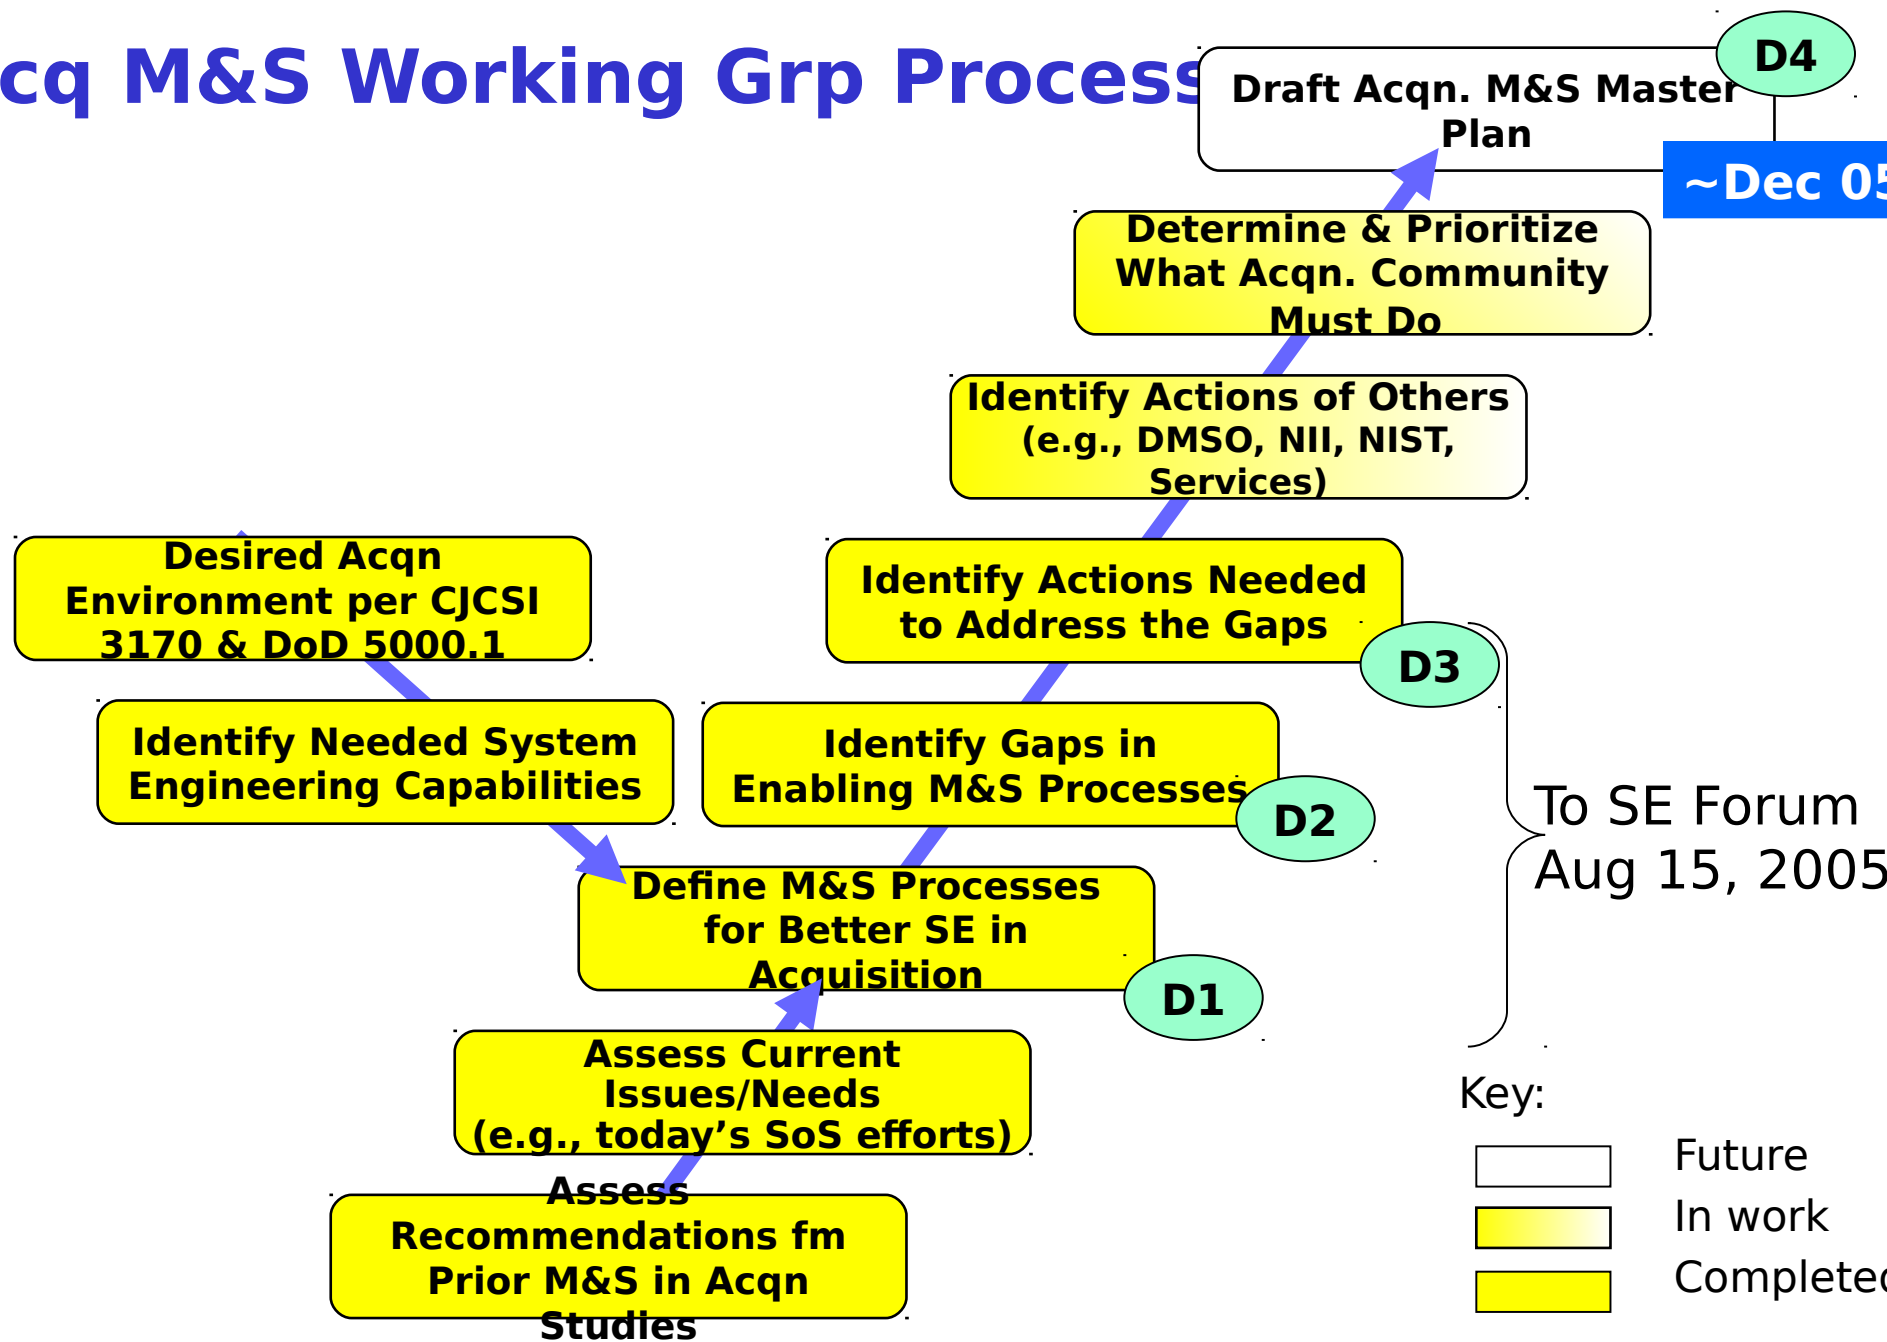 cq M&S Working Grp Process
D4
Draft Acqn. M&S Master
Plan
~Dec 05
Determine & Prioritize
What Acqn. Community
Must Do
Identify Actions of Others
(e.g., DMSO, NII, NIST,
Services)
Desired Acqn
Environment per CJCSI
3170 & DoD 5000.1
Identify Actions Needed
to Address the Gaps
D3
Identify Needed System
Engineering Capabilities
Identify Gaps in
Enabling M&S Processes
D2
To SE Forum
Aug 15, 2005
Define M&S Processes
for Better SE in
Acquisition
D1
Assess Current
Issues/Needs
(e.g., today’s SoS efforts)
Assess
Recommendations fm
Prior M&S in Acqn
Studies
Key:
Future
In work
Completed